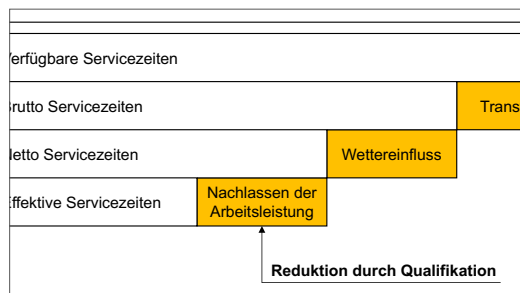 erfügbare Servicezeiten
rutto Servicezeiten
Trans
etto Servicezeiten
Wettereinfluss
ffektive Servicezeiten
Nachlassen der
Arbeitsleistung
Reduktion durch Qualifikation